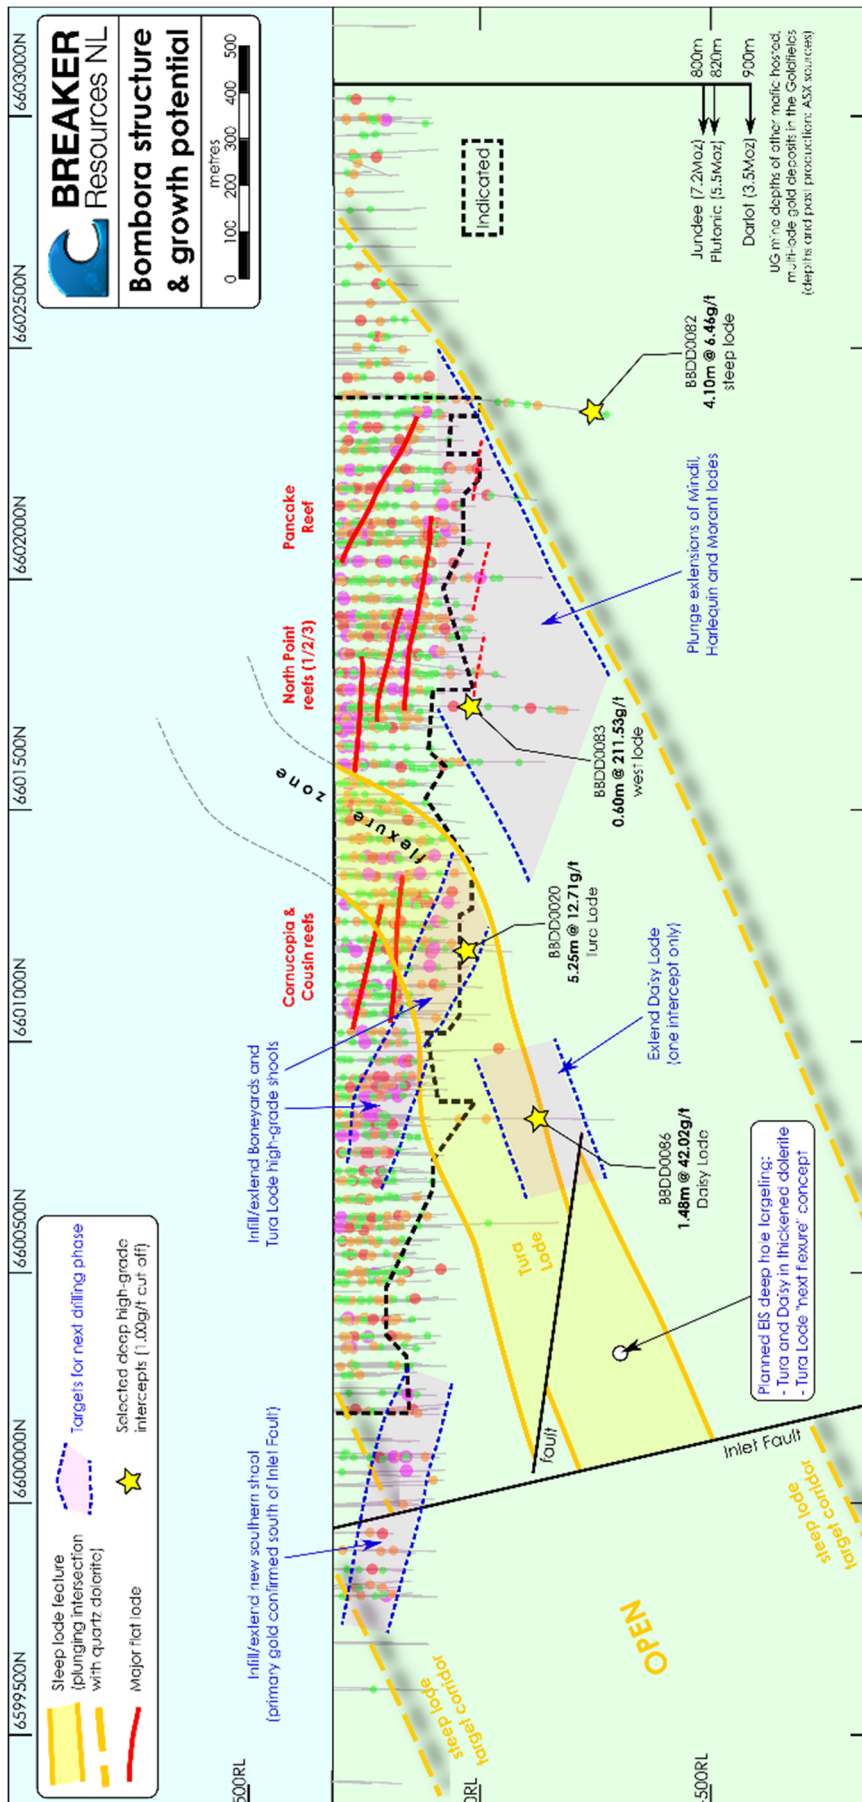 6599500N
6600000N
6600500N
6601000N
6601500N
6602000N
6602500N
6603000N
Steep lode feature
(plunging intersection
with quartz dolorite)
Major flat lode
Targets for next drilling phase
Selected deep high-grade
intercepts (1.00g/t cut off)
BREAKER
Resources NL
Bombora structure
& growth potential
0 100 200 300 400 500
metres
Infill/extend new southern shoot
(primary gold confirmed south of Inlet Fault)
Infill/extend Boneyards and
Tura Lode high-grade shoots
Cornucopia &
Cousin reefs
North Point
reefs (1/2/3)
Pancake
Reef
flexure
zone
Indicated
500RL
0RL
-500RL
steep lode
target corridor
OPEN
fault
Inlet Fault
steep lode
target corridor
Tura
Lode
BBDD0086
1.48m @ 42.02g/t
Daisy Lode
BBDD0020
5.25m @ 12.71g/t
Tura Lode
BBDD0083
0.60m @ 211.53g/t
west lode
BBDD0082
4.10m @ 6.46g/t
steep lode
Extend Daisy Lode
(one intercept only)
Plunge extensions of Mindil,
Harlequin and Morant lodes
Planned EIS deep hole targeting:
- Tura and Daisy in thickened dolerite
- Tura Lode "next flexure" concept
Jundee (7.2Moz) 800m
Plutonic (5.5Moz) 820m
Darlot (3.5Moz) 900m
UG mine depths of other mafic hosted,
multi-lode gold deposits in the Goldfields
(depths and past production: ASX sources)